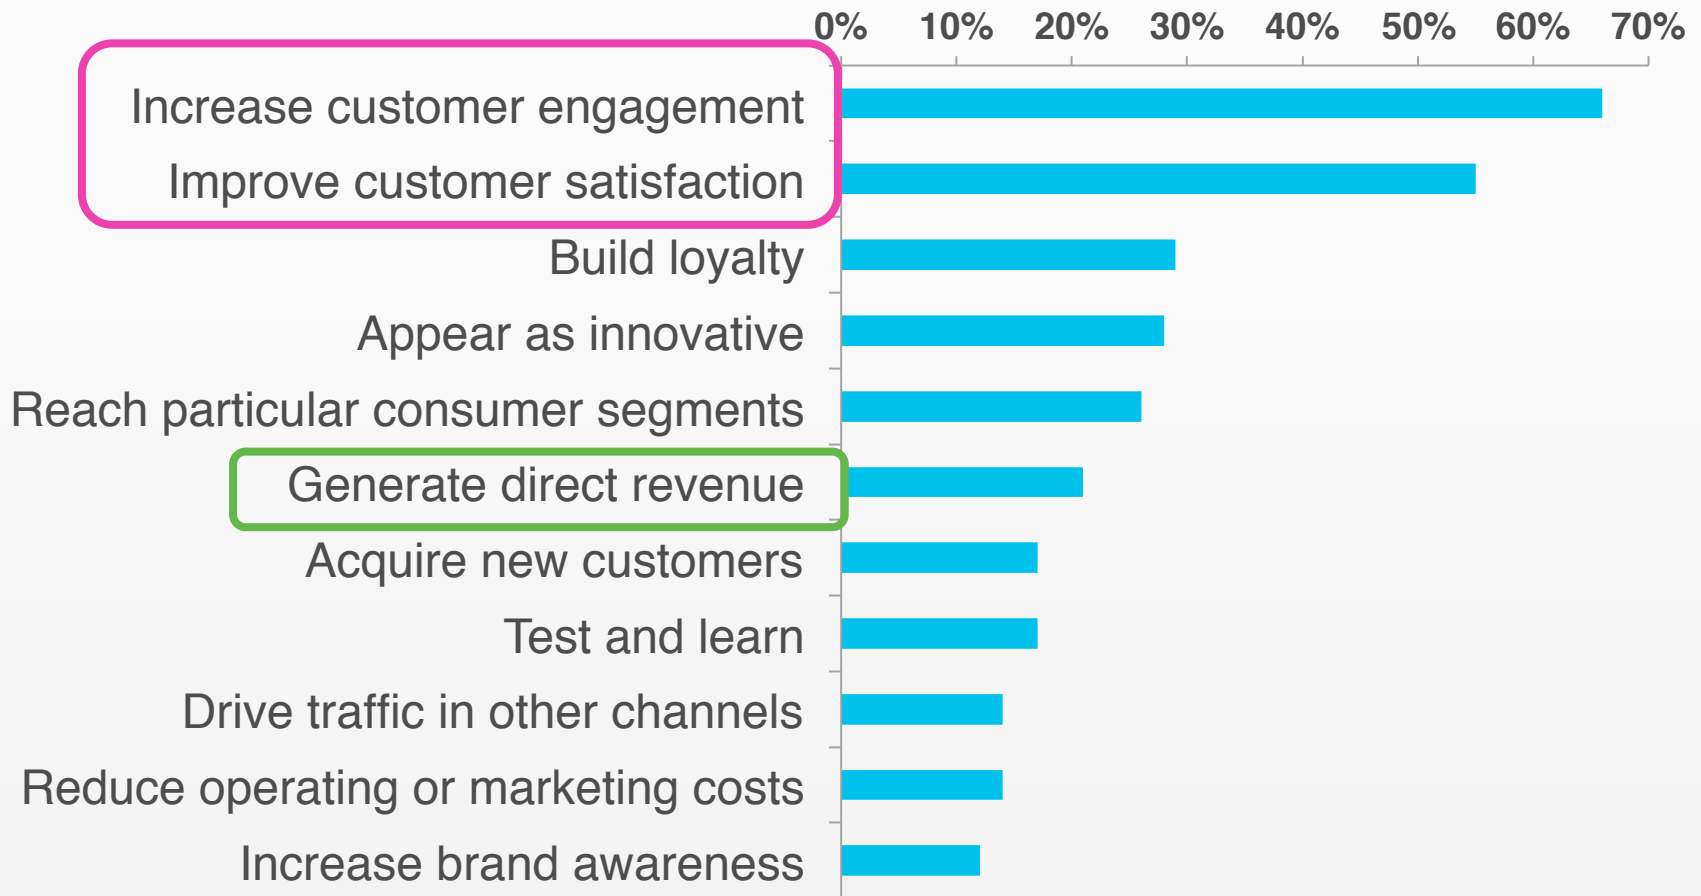 0% 10% 20% 30% 40% 50% 60% 70%
Increase customer engagement
Improve customer satisfaction
Build loyalty
Appear as innovative
Reach particular consumer segments
Generate direct revenue
Acquire new customers
Test and learn
Drive traffic in other channels
Reduce operating or marketing costs
Increase brand awareness